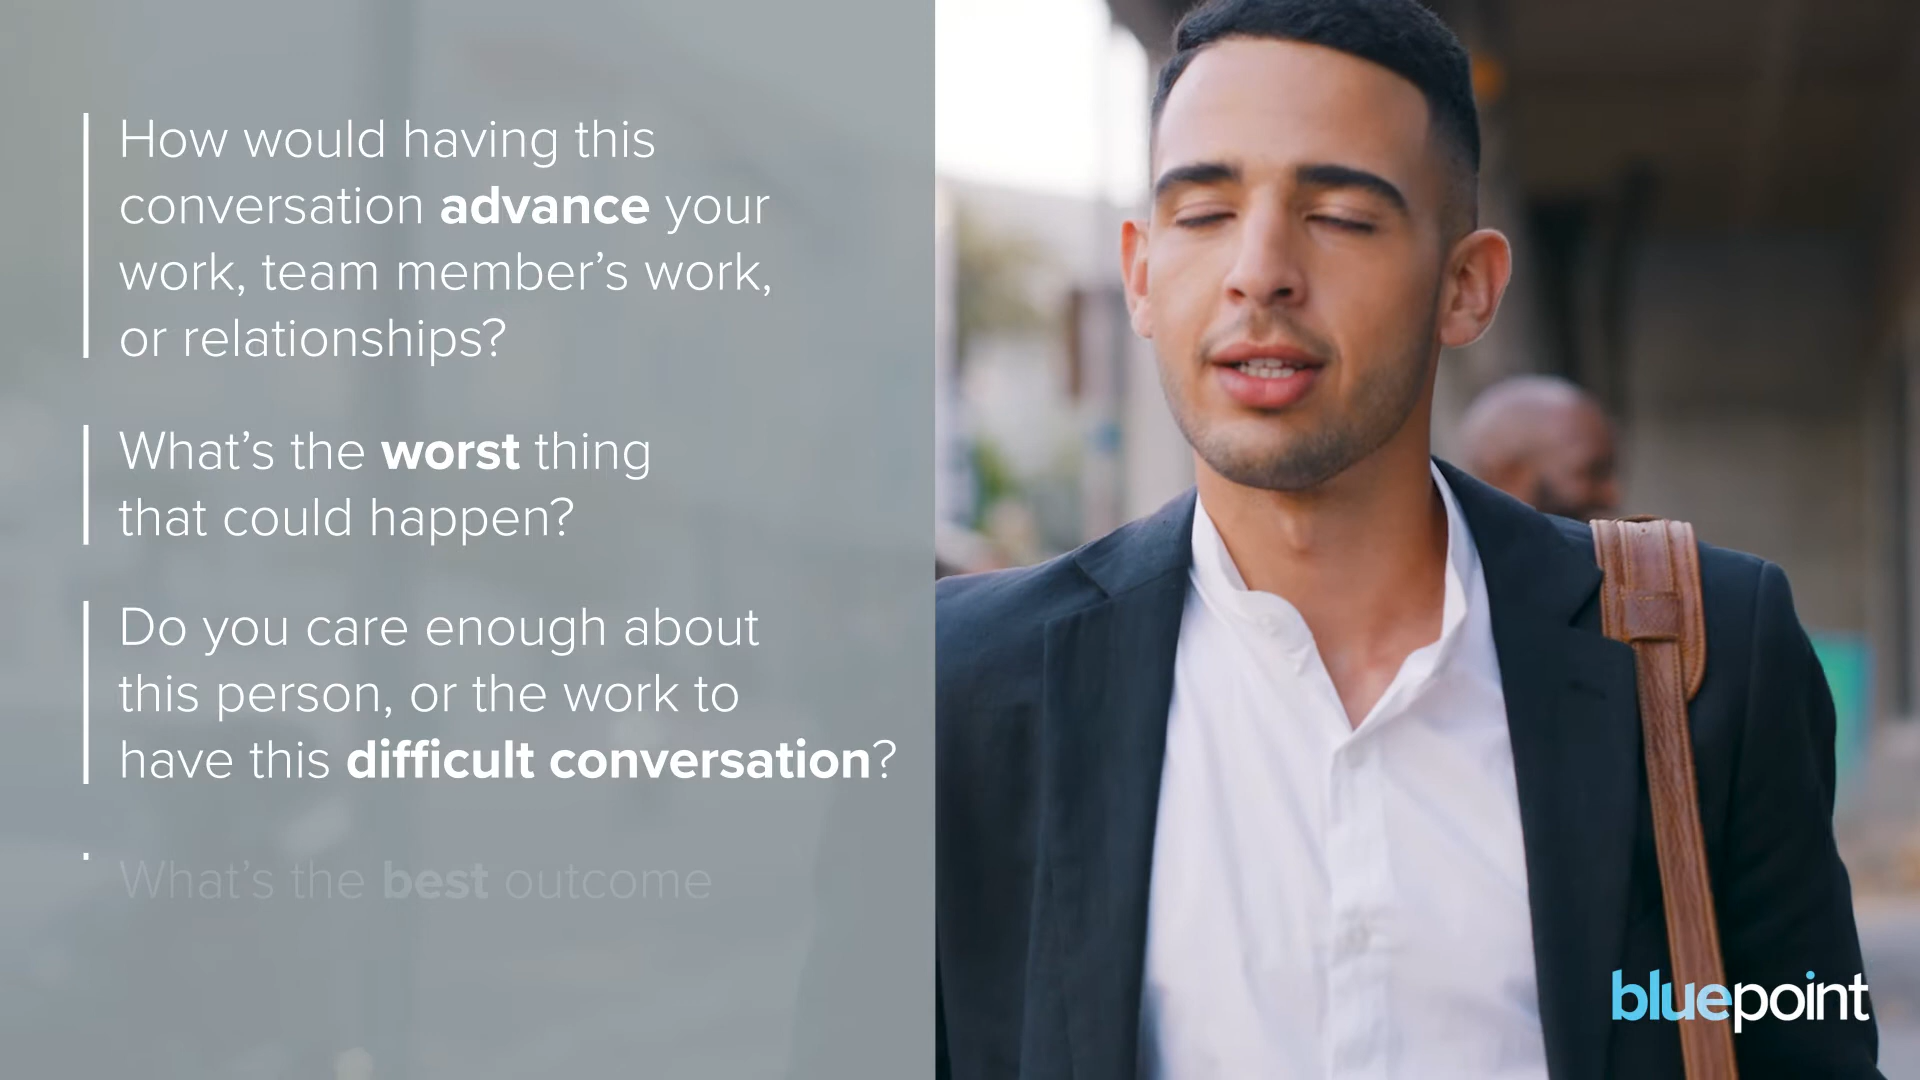 How would having this
conversation advance your
work, team member’s work,
or relationships?
What’s the worst thing
that could happen?
Do you care enough about
this person, or the work to
have this difficult conversation?
What’s the best outcome
bluepoint